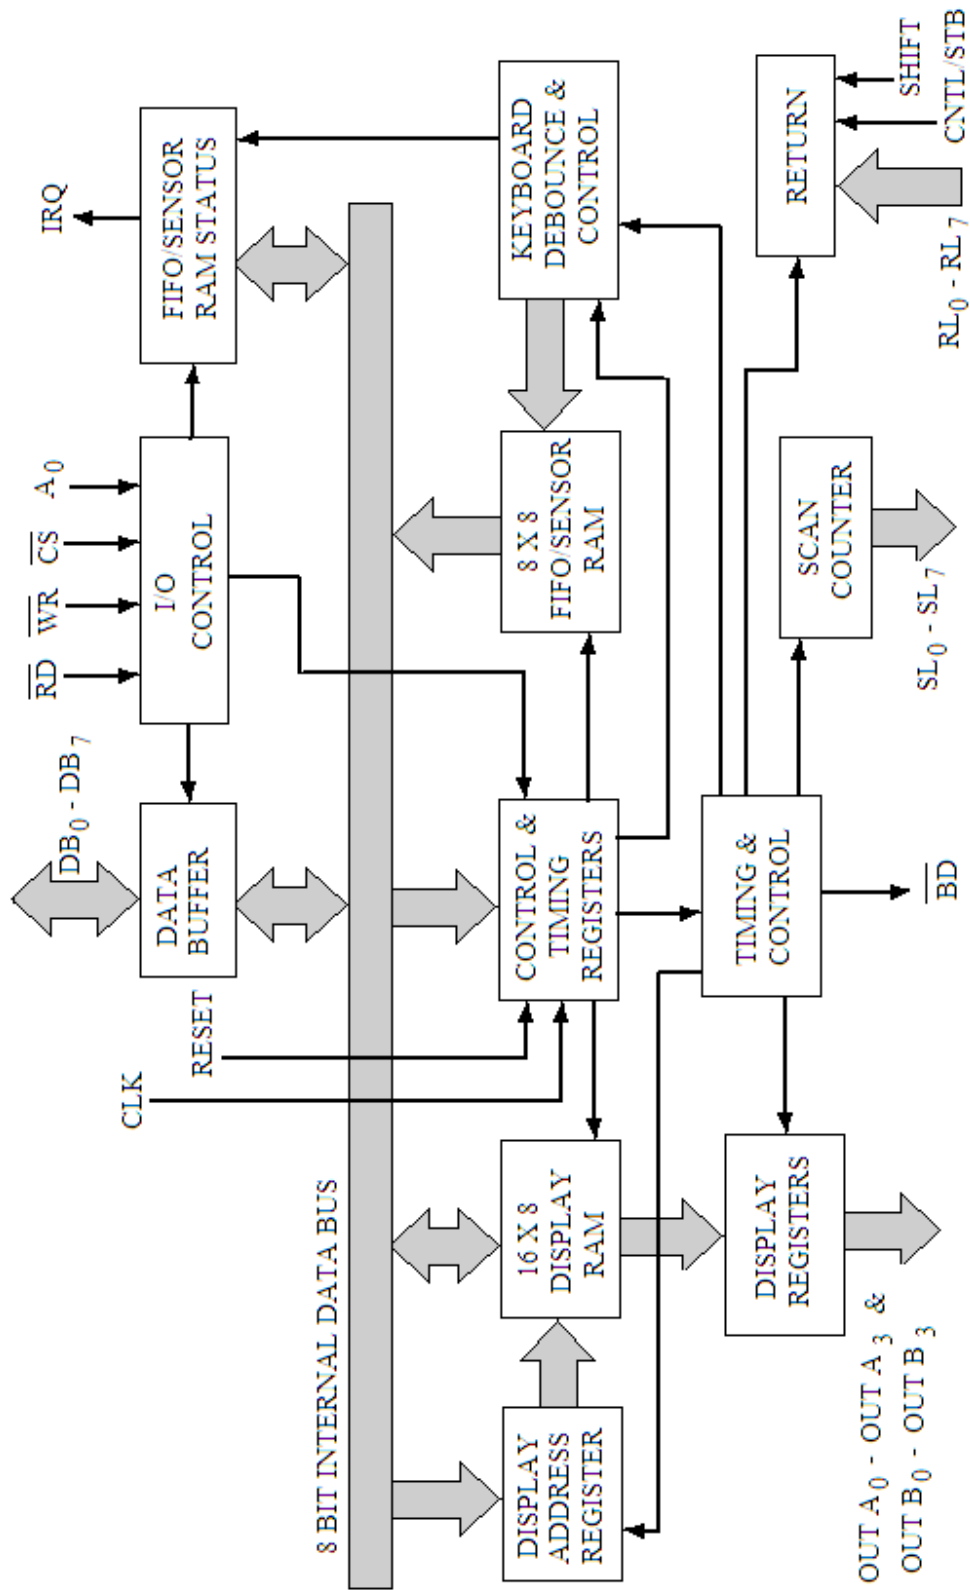 DB0 - DB7
RD
WR
CS
A0
IRQ
DATA
BUFFER
I/O
CONTROL
FIFO/SENSOR
RAM STATUS
RESET
CLK
8 BIT INTERNAL DATA BUS
DISPLAY
ADDRESS
REGISTER
16 X 8
DISPLAY
RAM
CONTROL &
TIMING
REGISTERS
8 X 8
FIFO/SENSOR
RAM
KEYBOARD
DEBOUNCE &
CONTROL
DISPLAY
REGISTERS
TIMING &
CONTROL
SCAN
COUNTER
RETURN
OUT A0 - OUT A3 &
OUT B0 - OUT B3
BD
SL0 - SL7
RL0 - RL7
CNTL/STB
SHIFT